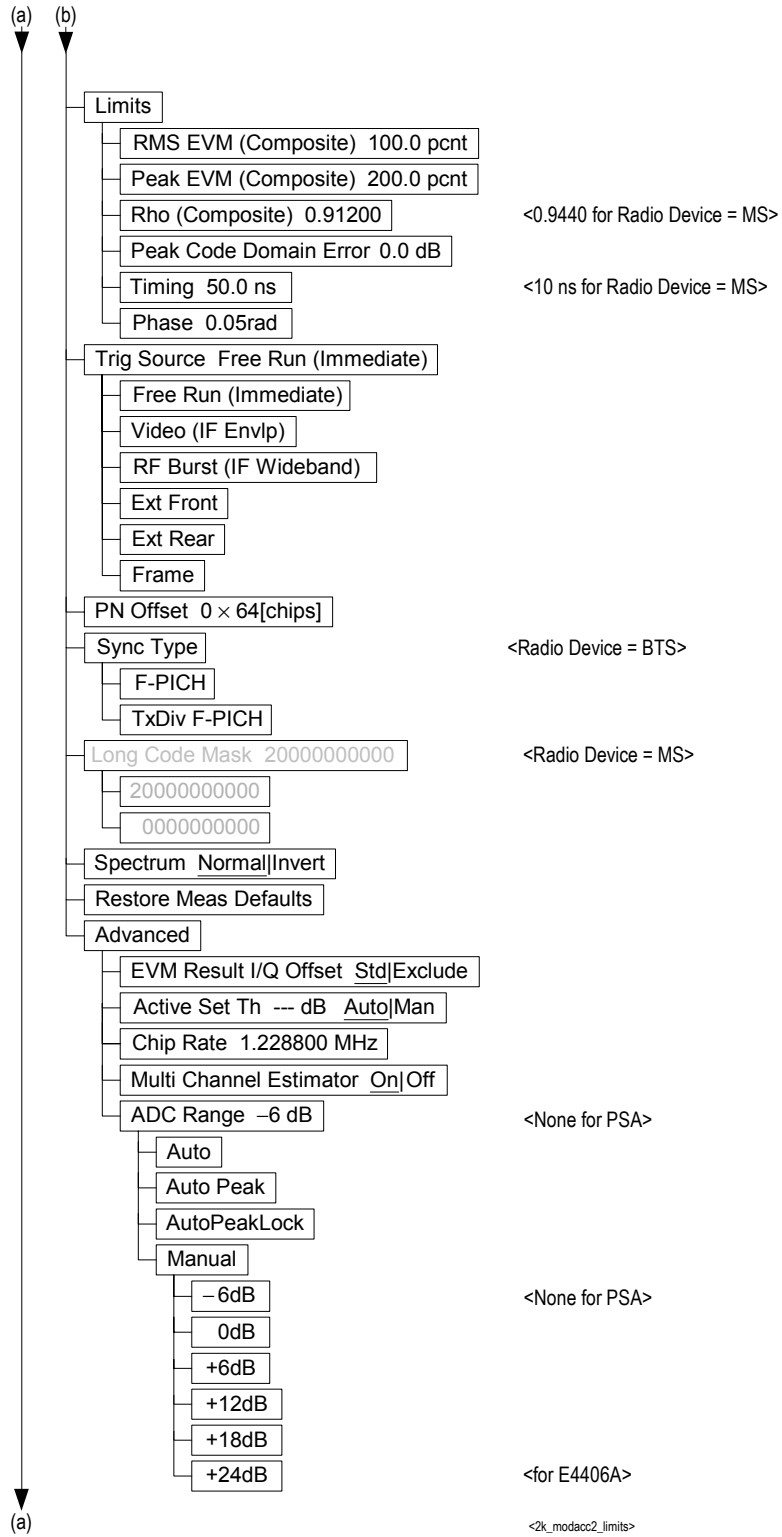 (a) (b)
Limits
RMS EVM (Composite) 100.0 pcnt
Peak EVM (Composite) 200.0 pcnt
Rho (Composite) 0.91200 <0.9440 for Radio Device = MS>
Peak Code Domain Error 0.0 dB
Timing 50.0 ns <10 ns for Radio Device = MS>
Phase 0.05rad
Trig Source Free Run (Immediate)
Free Run (Immediate)
Video (IF Envlp)
RF Burst (IF Wideband)
Ext Front
Ext Rear
Frame
PN Offset 0 × 64[chips]
Sync Type <Radio Device = BTS>
F-PICH
TxDiv F-PICH
Long Code Mask 20000000000 <Radio Device = MS>
20000000000
0000000000
Spectrum Normal|Invert
Restore Meas Defaults
Advanced
EVM Result I/Q Offset Std|Exclude
Active Set Th --- dB Auto|Man
Chip Rate 1.228800 MHz
Multi Channel Estimator On|Off
ADC Range −6 dB <None for PSA>
Auto
Auto Peak
AutoPeakLock
Manual
−6dB <None for PSA>
0dB
+6dB
+12dB
+18dB
+24dB <for E4406A>
(a) <2k_modacc2_limits>